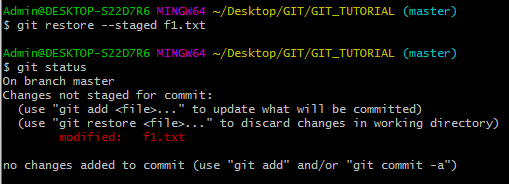 Admin@DESKTOP-S22D7R6 MINGW64 ~/Desktop/GIT/GIT_TUTORIAL (master)
$ git restore --staged f1.txt
Admin@DESKTOP-S22D7R6 MINGW64 ~/Desktop/GIT/GIT_TUTORIAL (master)
$ git status
On branch master
Changes not staged for commit:
  (use "git add <file>..." to update what will be committed)
  (use "git restore <file>..." to discard changes in working directory)
        modified:   f1.txt
no changes added to commit (use "git add" and/or "git commit -a")